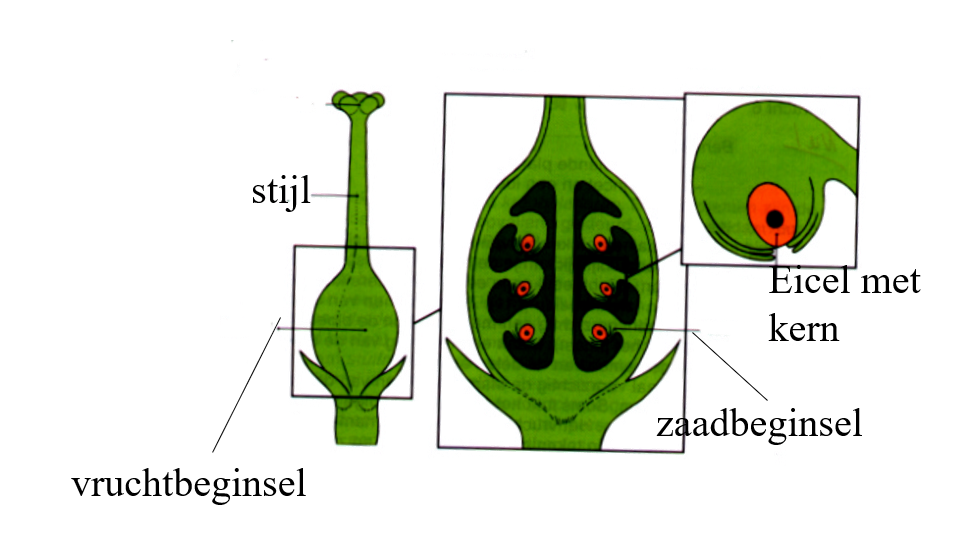 stijl
Eicel met
kern
zaadbeginsel
vruchtbeginsel